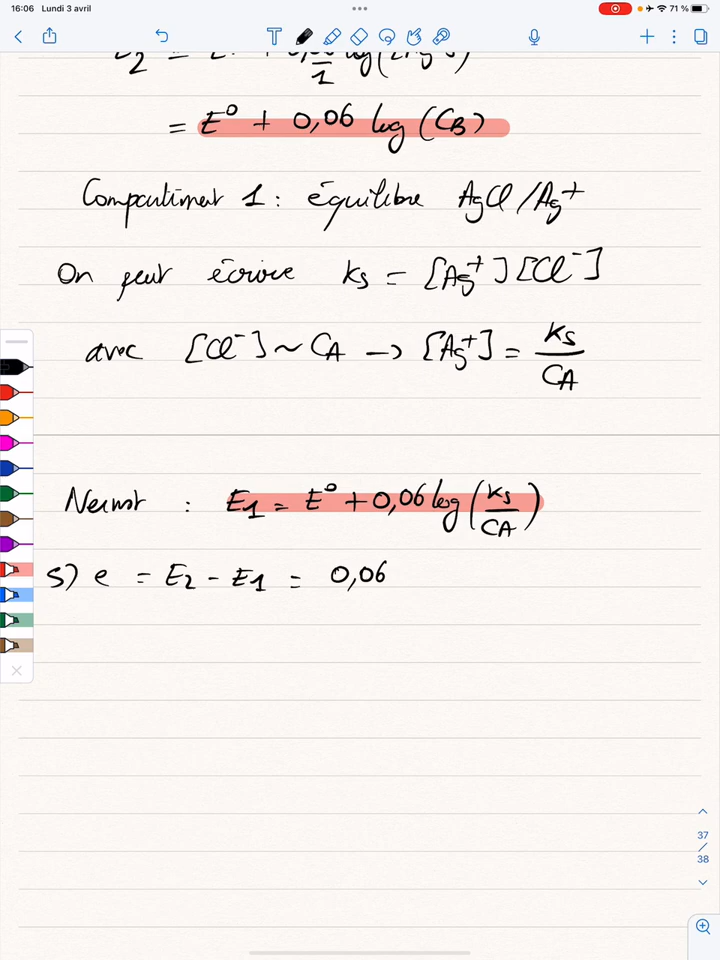 16:06 Lundi 3 avril 71 %
= E⁰ + 0,06 log (CB)
Compartiment 1 : équilibre AgCl/Ag⁺
On peut écrire Ks = [Ag⁺][Cl⁻]
avec [Cl⁻] ~ CA → [Ag⁺] = Ks/CA
Nernst : E1 = E⁰ + 0,06 log (Ks/CA)
5) e = E2 - E1 = 0,06
37
/
38